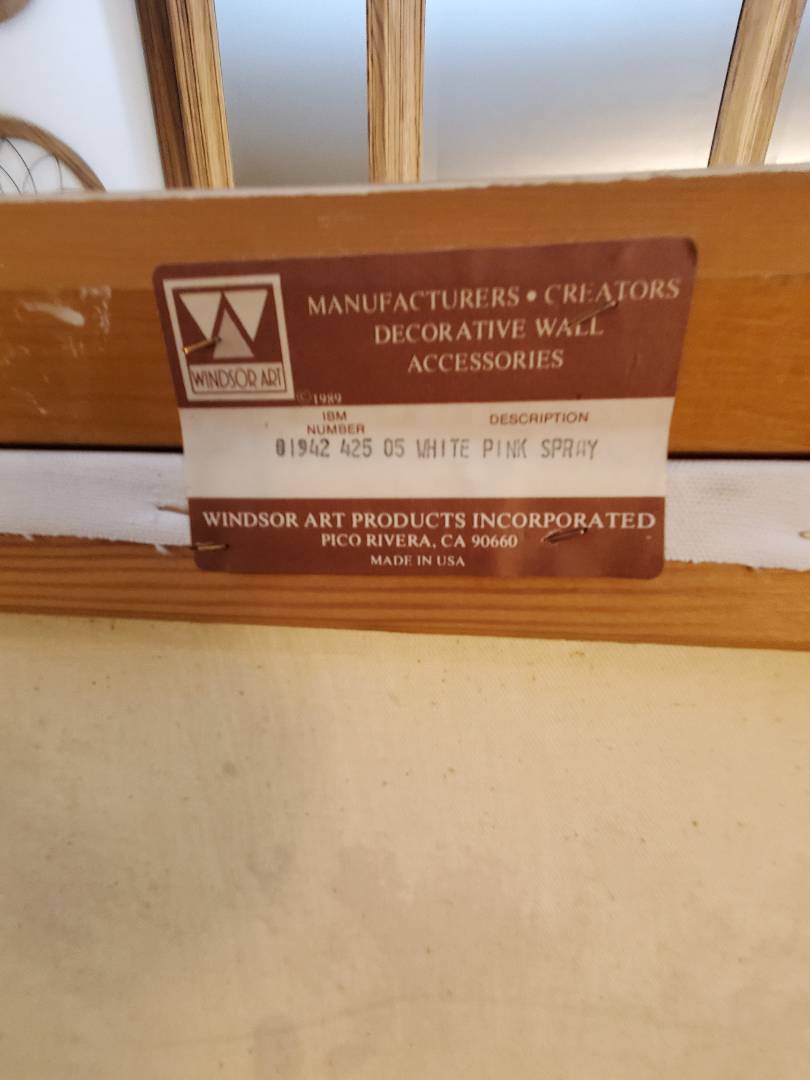 MANUFACTURERS • CREATORS
DECORATIVE WALL
ACCESSORIES
WINDSOR ART
©1989
IBM
NUMBER
DESCRIPTION
01942 425 05 WHITE PINK SPRAY
WINDSOR ART PRODUCTS INCORPORATED
PICO RIVERA, CA 90660
MADE IN USA